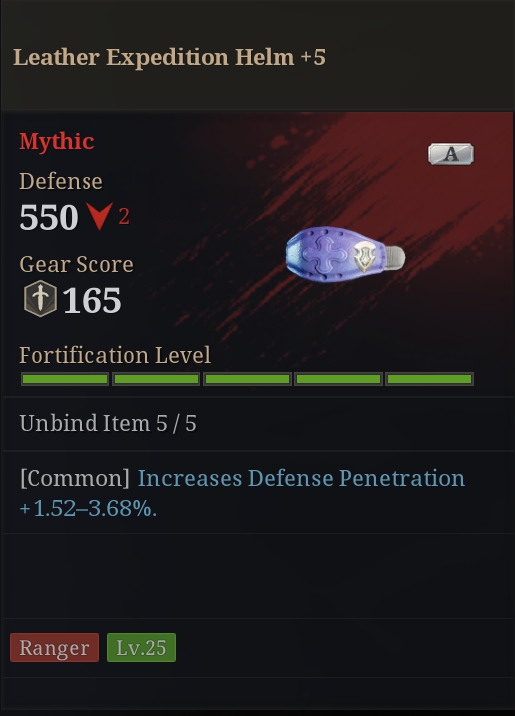 Leather Expedition Helm +5
Mythic
A
Defense
550 2
Gear Score
165
Fortification Level
Unbind Item 5 / 5
[Common] Increases Defense Penetration
+1.52–3.68%.
Ranger Lv.25